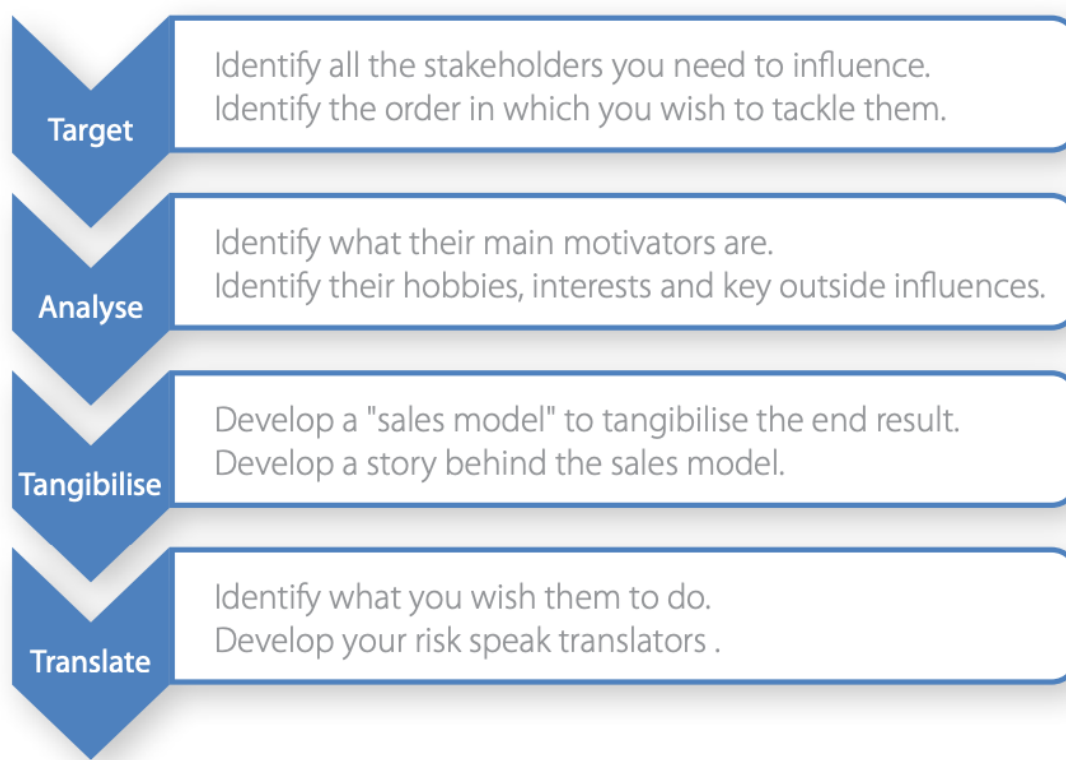 Target
Identify all the stakeholders you need to influence.
Identify the order in which you wish to tackle them.
Analyse
Identify what their main motivators are.
Identify their hobbies, interests and key outside influences.
Tangibilise
Develop a "sales model" to tangibilise the end result.
Develop a story behind the sales model.
Translate
Identify what you wish them to do.
Develop your risk speak translators .